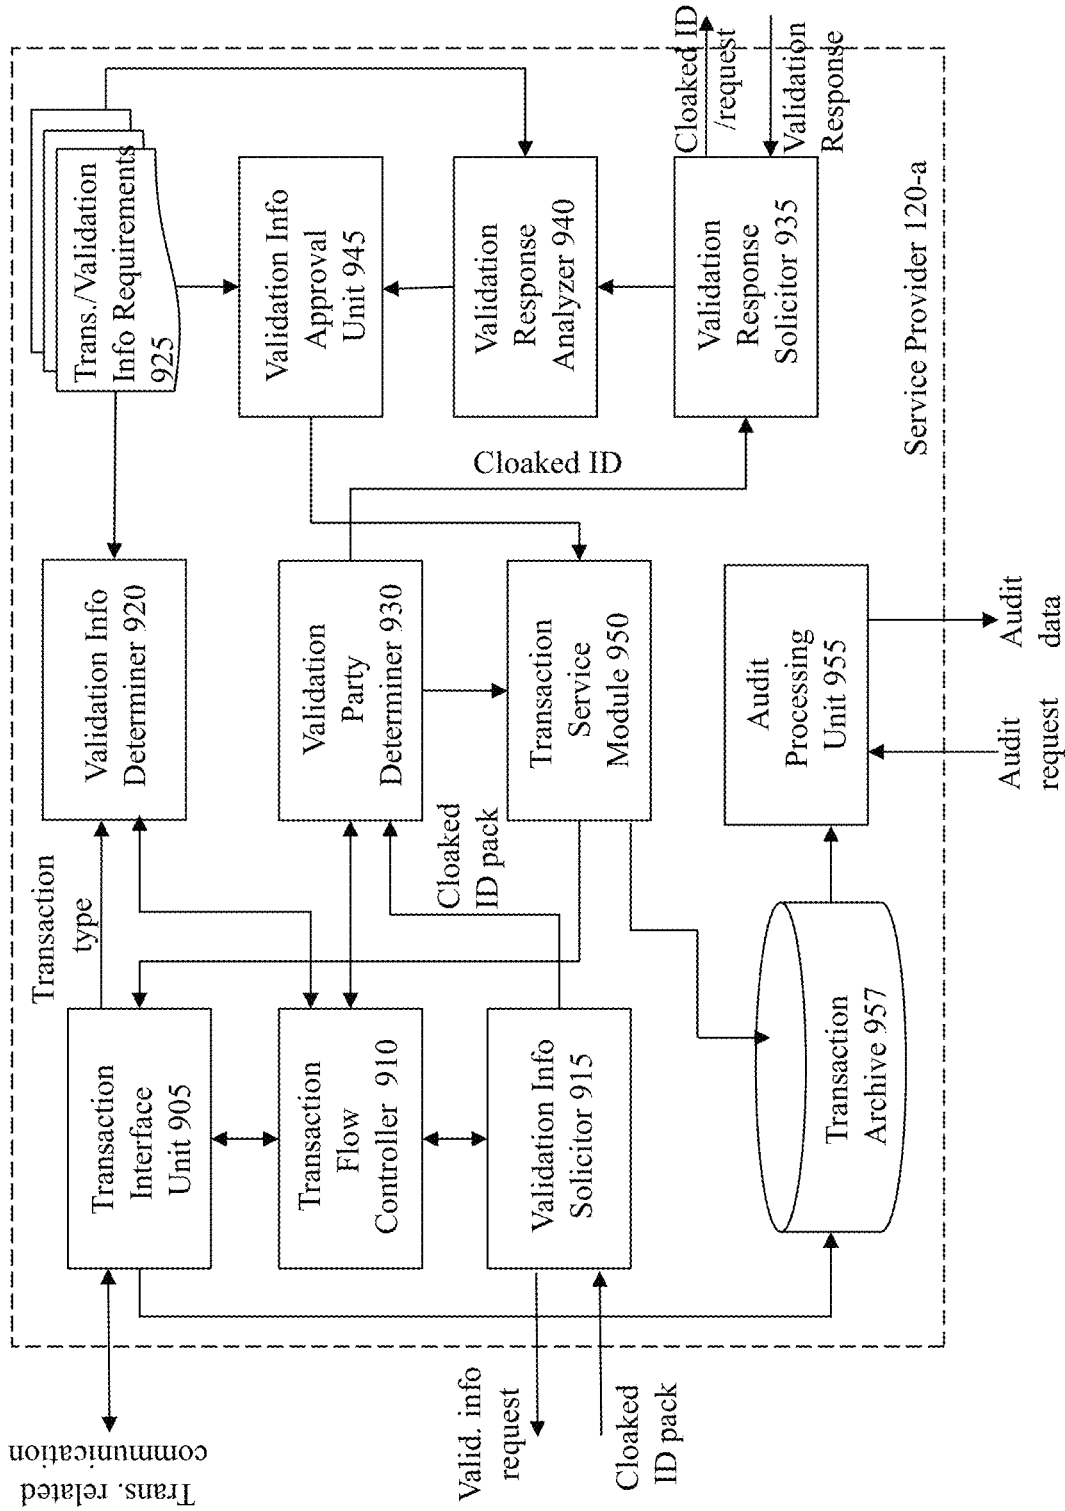 Trans. related
communication
Transaction
Interface
Unit 905
Transaction
type
Validation Info
Determiner 920
Trans./Validation
Info Requirements
925
Transaction
Flow
Controller 910
Validation
Party
Determiner 930
Validation Info
Approval
Unit 945
Valid. info
request
Cloaked
ID pack
Validation Info
Solicitor 915
Cloaked
ID pack
Transaction
Service
Module 950
Cloaked ID
Validation
Response
Analyzer 940
Validation
Response
Solicitor 935
Cloaked ID
/request
Validation
Response
Transaction
Archive 957
Audit
Processing
Unit 955
Service Provider 120-a
Audit
request
Audit
data